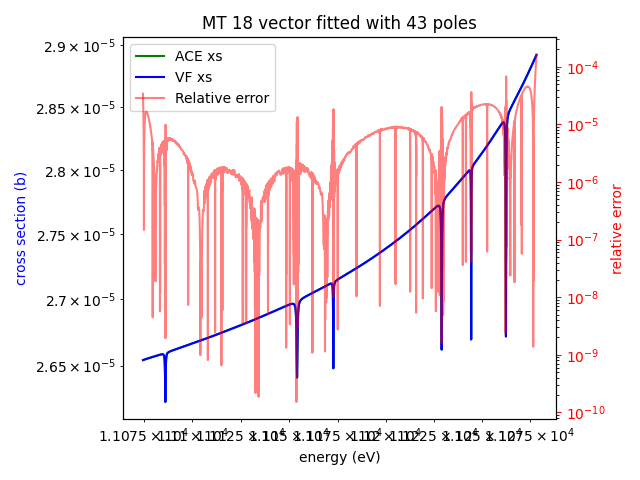 MT 18 vector fitted with 43 poles
ACE xs
VF xs
Relative error
2.9 × 10⁻⁵
2.85 × 10⁻⁵
2.8 × 10⁻⁵
2.75 × 10⁻⁵
2.7 × 10⁻⁵
2.65 × 10⁻⁵
cross section (b)
10⁻⁴
10⁻⁵
10⁻⁶
10⁻⁷
10⁻⁸
10⁻⁹
10⁻¹⁰
relative error
energy (eV)